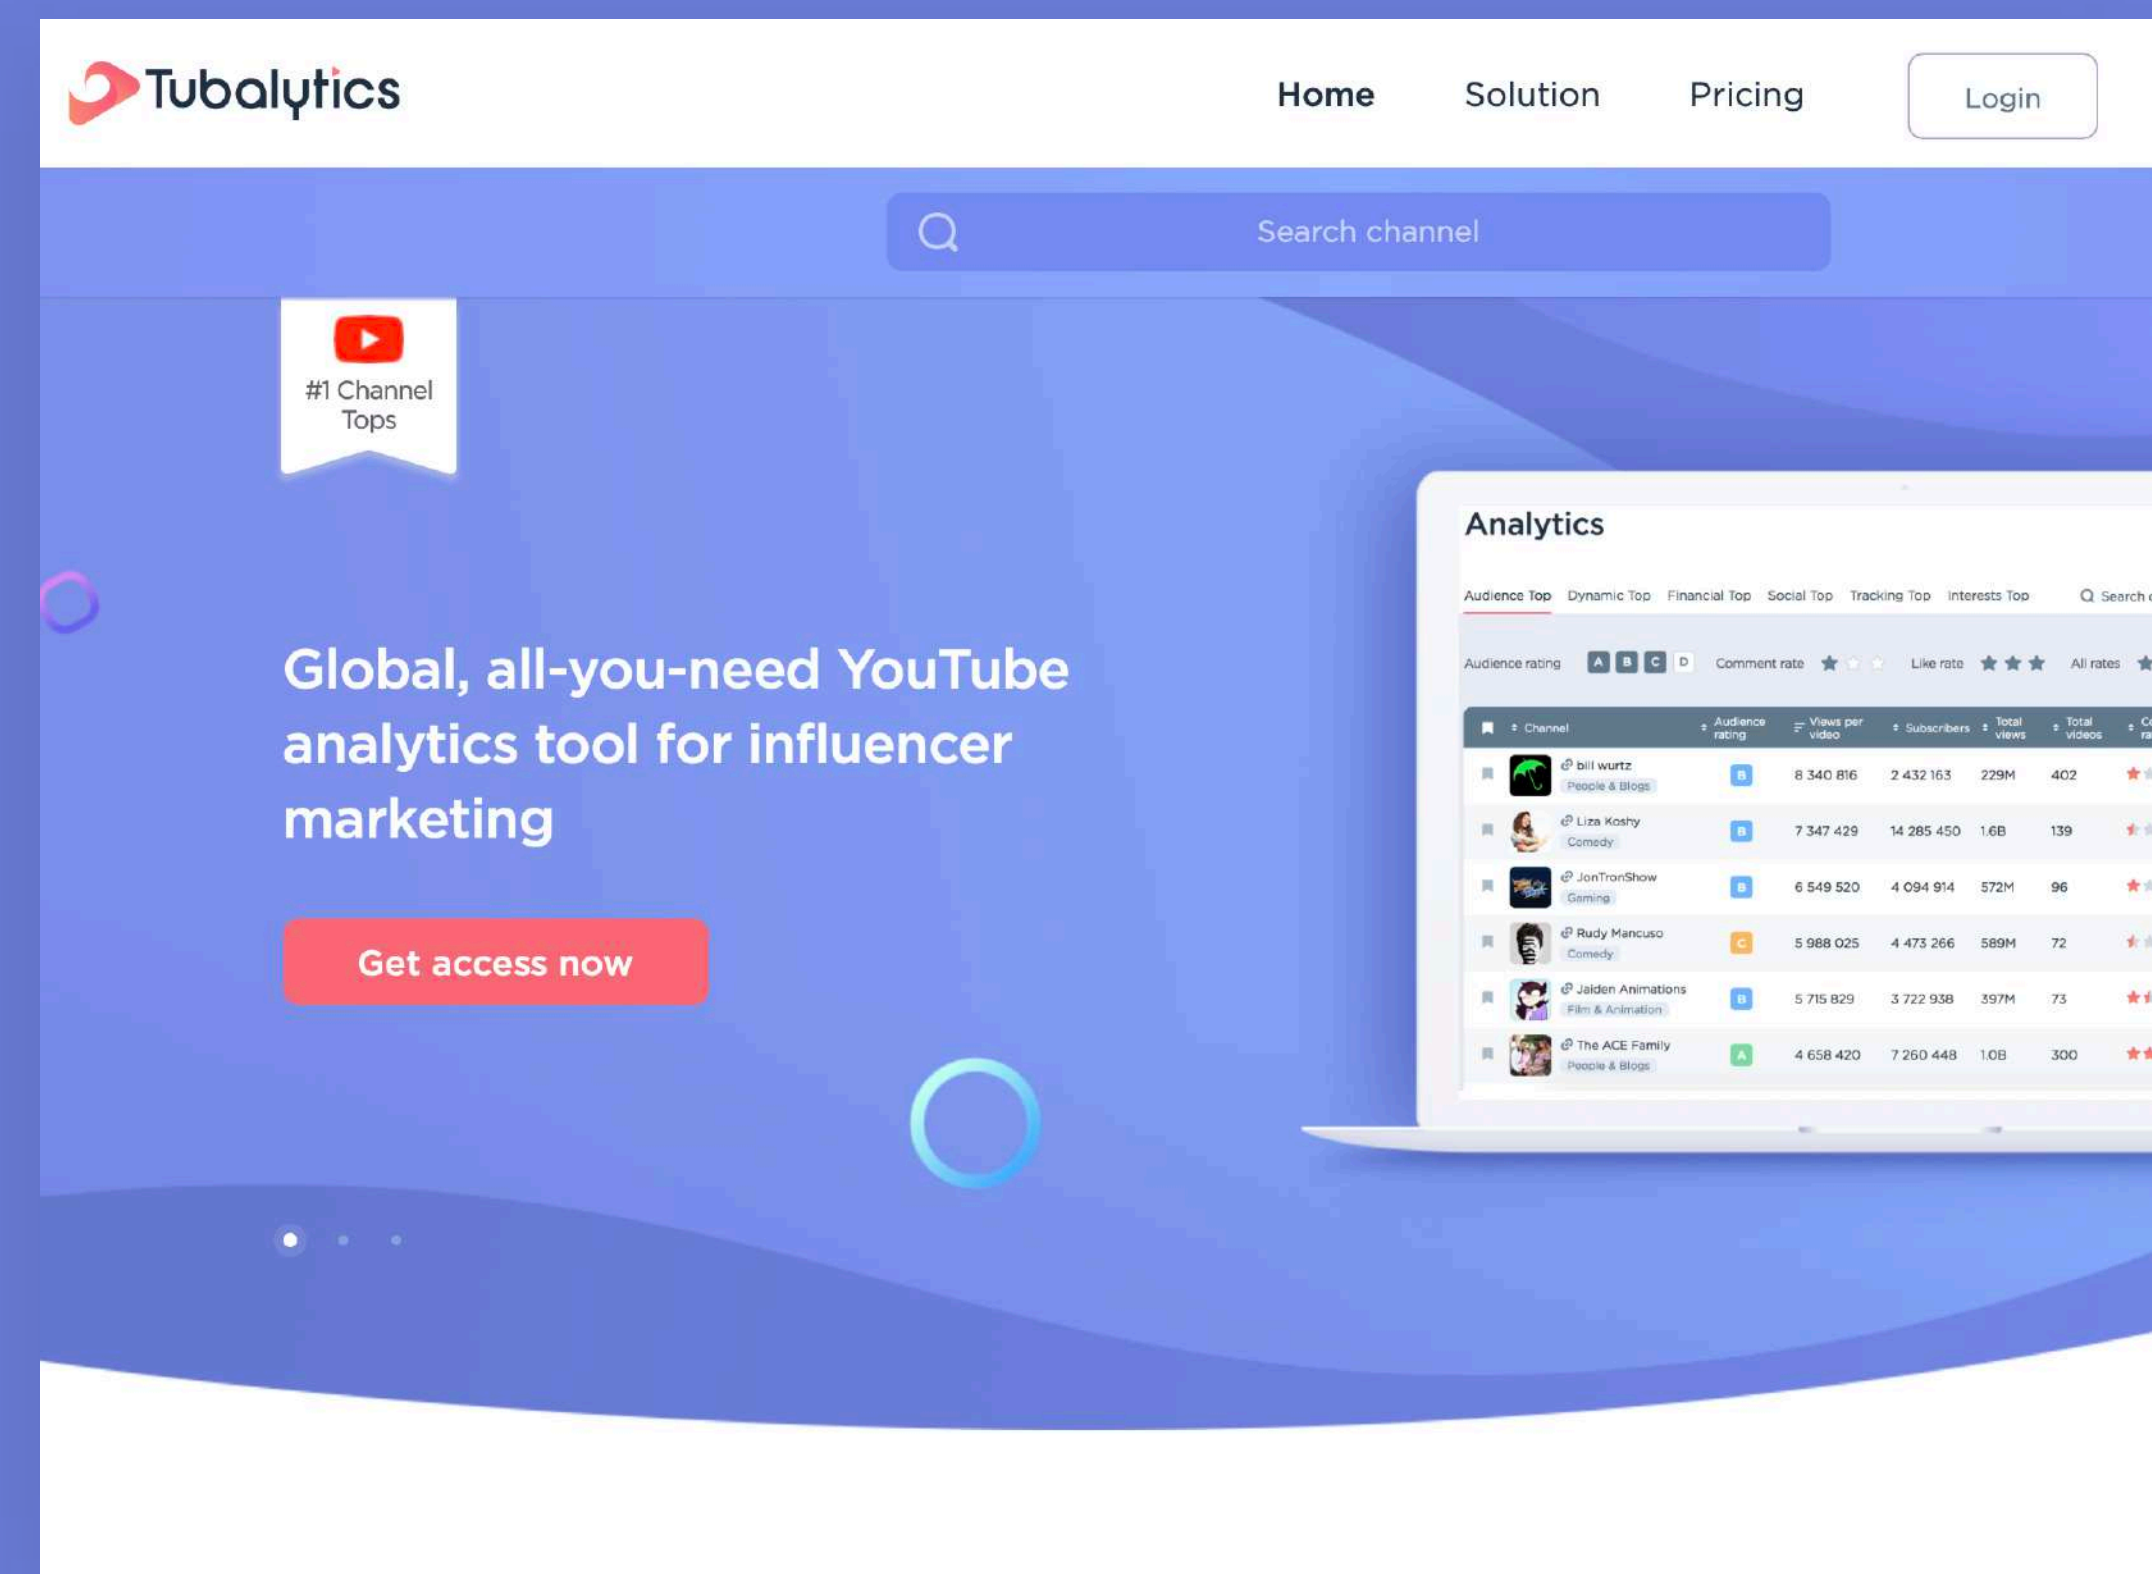 Tubalytics
Home Solution Pricing Login
Search channel
#1 Channel
Tops
Global, all-you-need YouTube
analytics tool for influencer
marketing
Get access now
Analytics
Audience Top Dynamic Top Financial Top Social Top Tracking Top Interests Top Search
Audience rating A B C D Comment rate Like rate All rates
Channel Audience rating Views per video Subscribers Total views Total videos
bill wurtz B 8 340 816 2 432 163 229M 402
People & Blogs
Liza Koshy B 7 347 429 14 285 450 1.6B 139
Comedy
JonTronShow B 6 549 520 4 094 914 572M 96
Gaming
Rudy Mancuso C 5 988 025 4 473 266 589M 72
Comedy
Jaiden Animations B 5 715 829 3 722 938 397M 73
Film & Animation
The ACE Family A 4 658 420 7 260 448 1.0B 300
People & Blogs